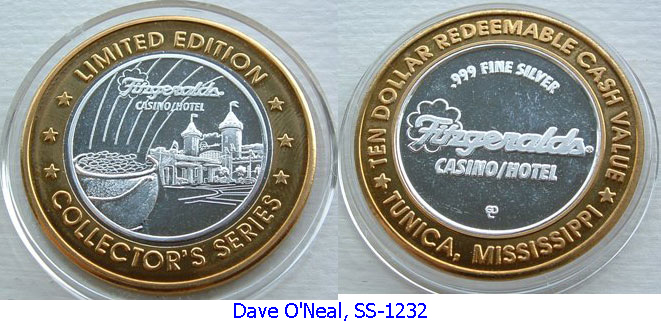 LIMITED EDITION
Fitzgeralds
CASINO/HOTEL
COLLECTOR'S SERIES
TEN DOLLAR REDEEMABLE CASH VALUE
.999 FINE SILVER
Fitzgeralds®
CASINO/HOTEL
TUNICA, MISSISSIPPI
Dave O'Neal, SS-1232